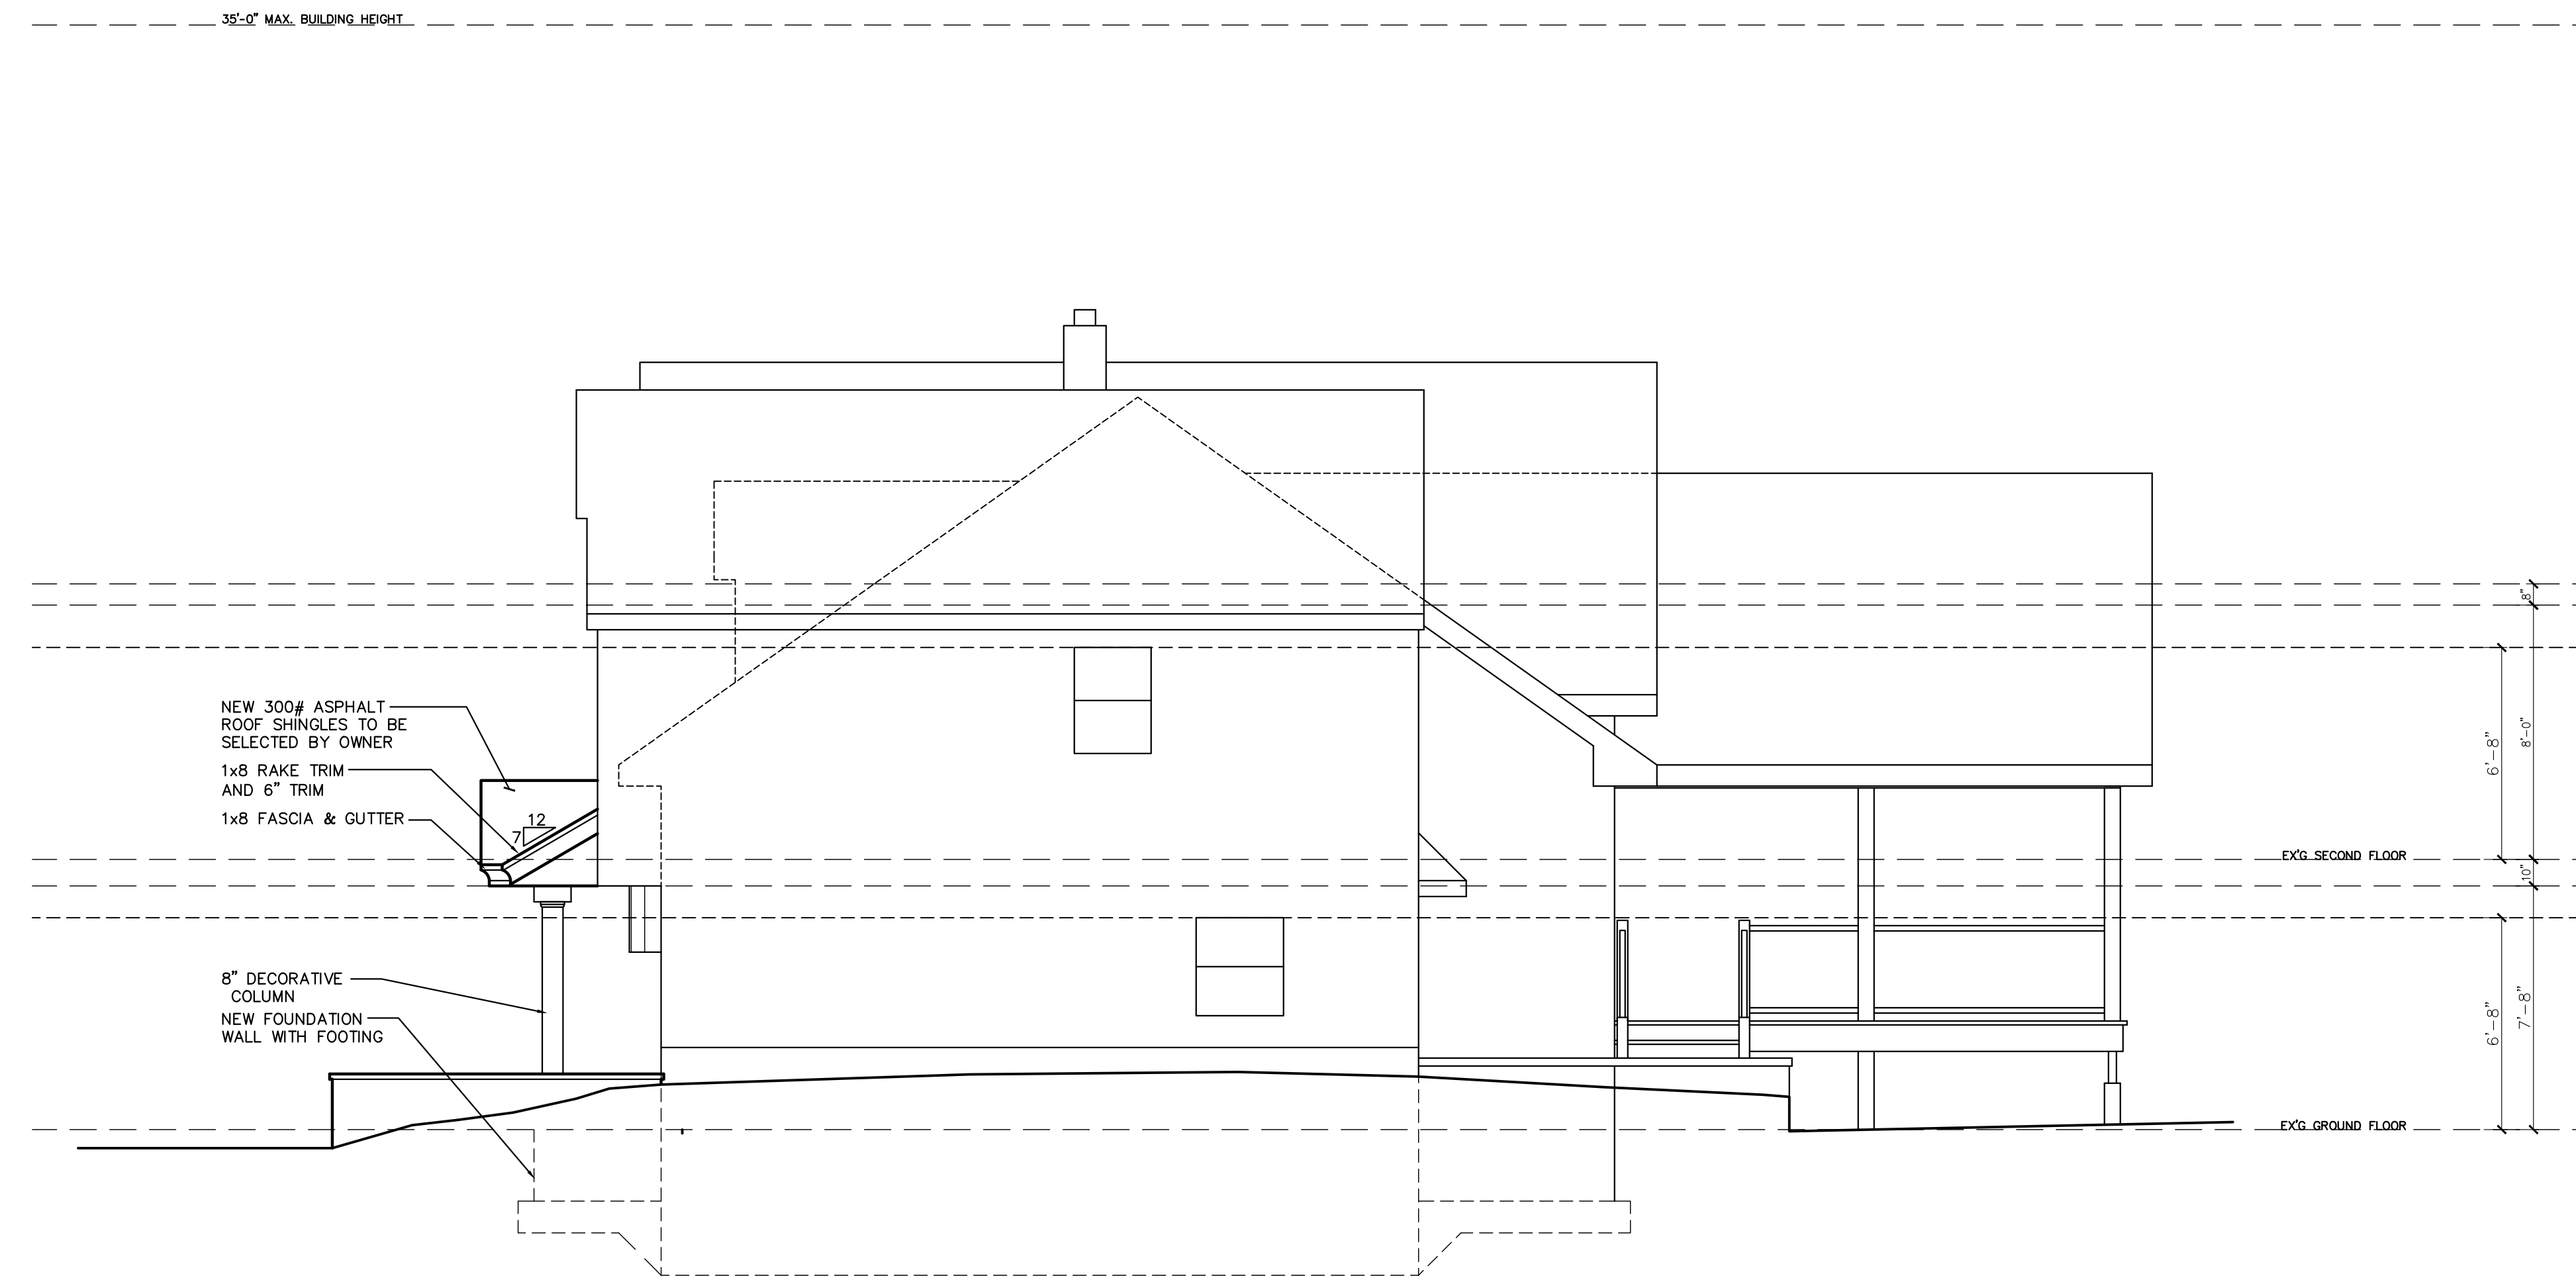 35'-0" MAX. BUILDING HEIGHT
NEW 300# ASPHALT
ROOF SHINGLES TO BE
SELECTED BY OWNER
1x8 RAKE TRIM
AND 6" TRIM
1x8 FASCIA & GUTTER
12
7
8" DECORATIVE
COLUMN
NEW FOUNDATION
WALL WITH FOOTING
EX'G SECOND FLOOR
EX'G GROUND FLOOR
8"
6'-8"
8'-0"
10"
6'-8"
7'-8"